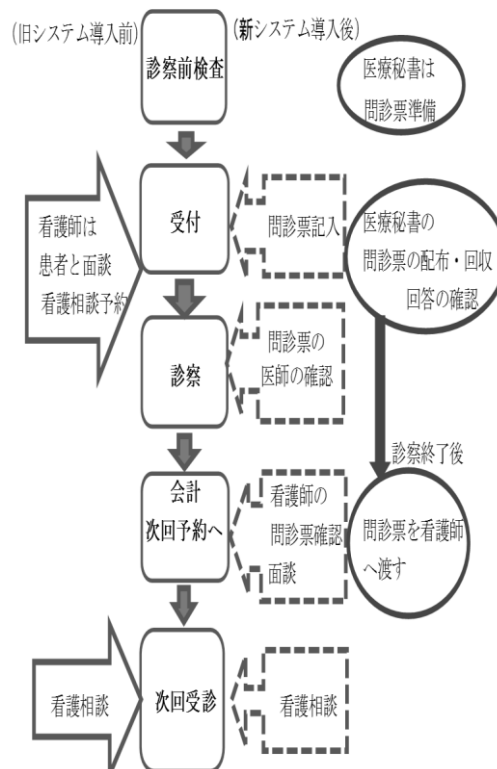 (旧システム導入前)
(新システム導入後)
診察前検査
医療秘書は
問診票準備
看護師は
患者と面談
看護相談予約
受付
問診票記入
医療秘書の
問診票の配布・回収
回答の確認
診察
問診票の
医師の確認
診察終了後
会計
次回予約へ
看護師の
問診票確認
面談
問診票を看護師
へ渡す
看護相談
次回受診
看護相談